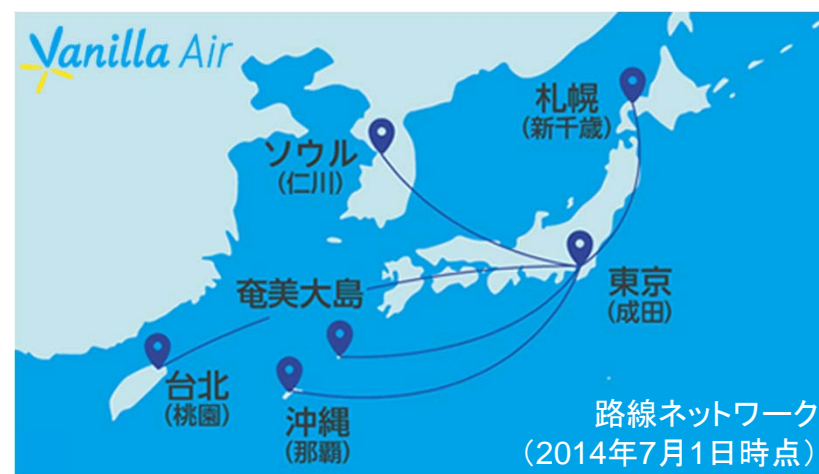 Vanilla Air
札幌
(新千歳)
ソウル
(仁川)
奄美大島
東京
(成田)
台北
(桃園)
沖縄
(那覇)
路線ネットワーク
（2014年7月1日時点）